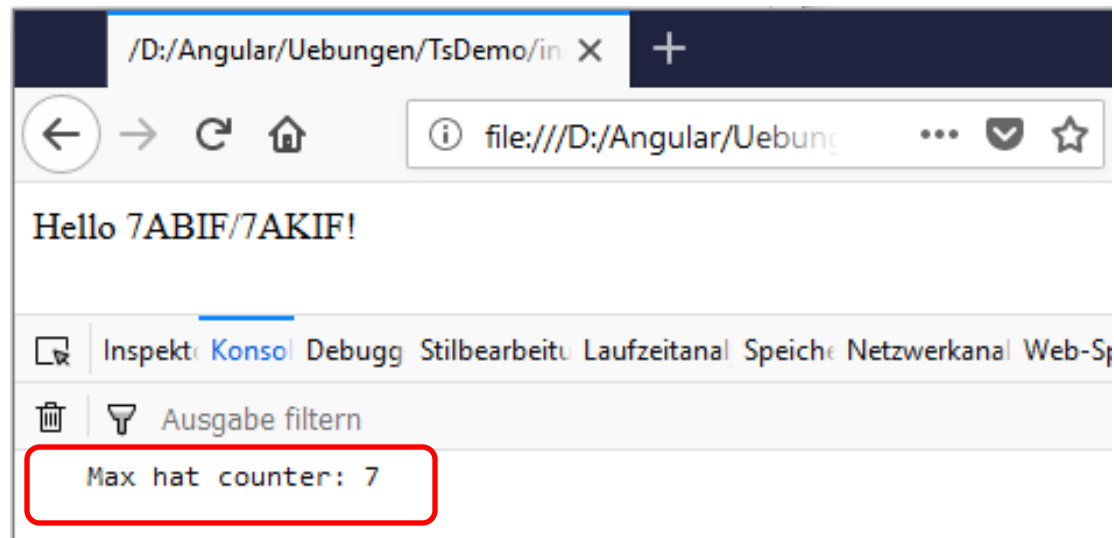 /D:/Angular/Uebungen/TsDemo/in
file:///D:/Angular/Uebung
Hello 7ABIF/7AKIF!
Inspekt Konsol Debugg Stilbearbeitu Laufzeitanal Speiche Netzwerkanal Web-Sp
Ausgabe filtern
Max hat counter: 7